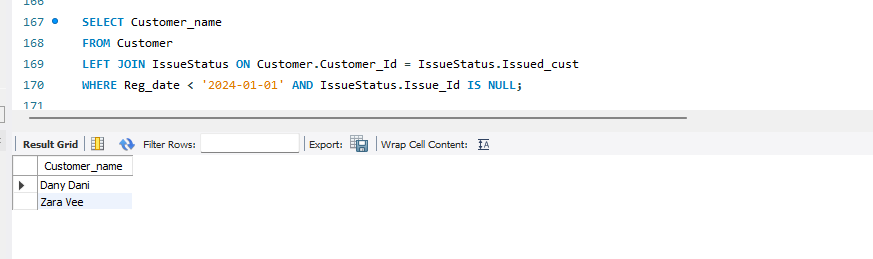 166
167 SELECT Customer_name
168 FROM Customer
169 LEFT JOIN IssueStatus ON Customer.Customer_Id = IssueStatus.Issued_cust
170 WHERE Reg_date < '2024-01-01' AND IssueStatus.Issue_Id IS NULL;
171
Result Grid Filter Rows: Export: Wrap Cell Content: IA
Customer_name
Dany Dani
Zara Vee